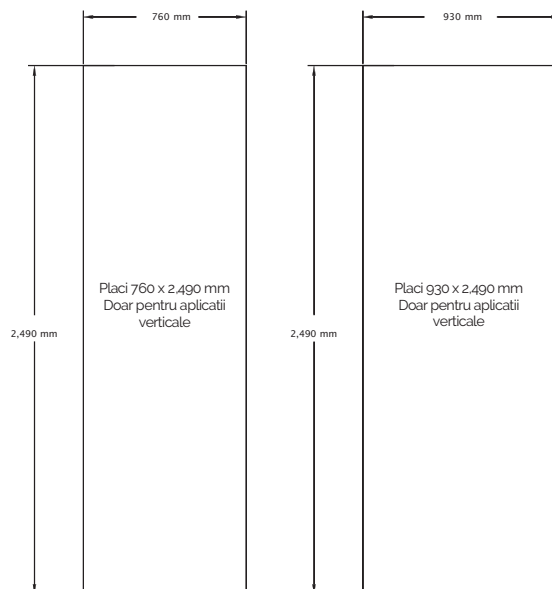 760 mm
930 mm
Placi 760 x 2,490 mm
Doar pentru aplicatii
verticale
Placi 930 x 2,490 mm
Doar pentru aplicatii
verticale
2,490 mm
2,490 mm